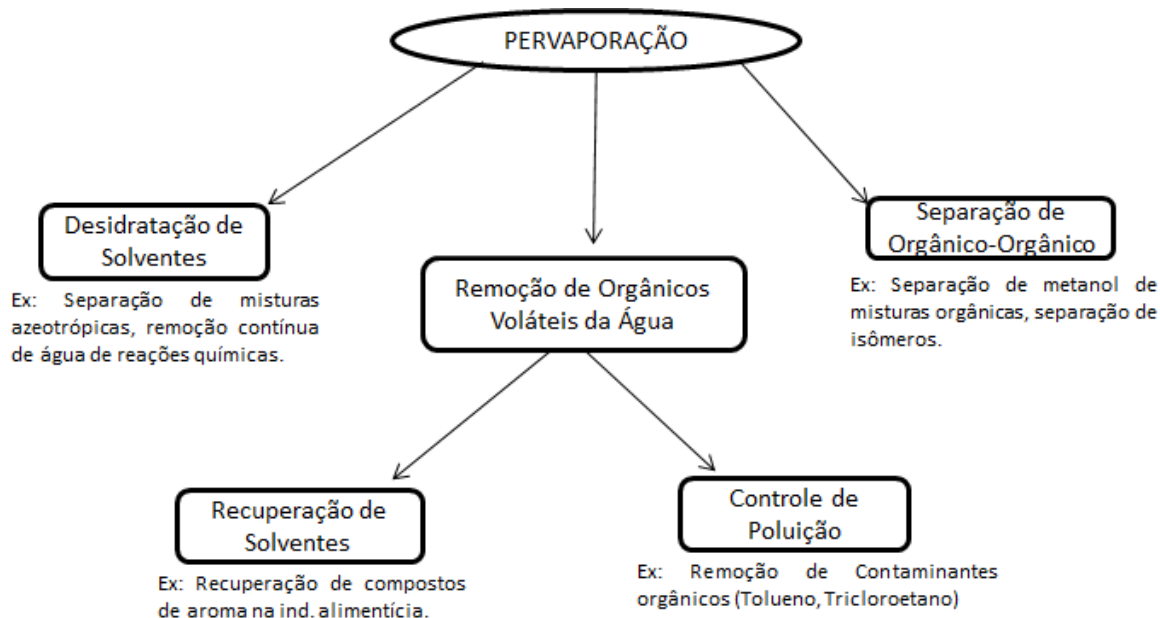 PERVAPORAÇÃO
Desidratação de
Solventes
Ex: Separação de misturas
azeotrópicas, remoção contínua
de água de reações químicas.
Remoção de Orgânicos
Voláteis da Água
Separação de
Orgânico-Orgânico
Ex: Separação de metanol de
misturas orgânicas, separação de
isômeros.
Recuperação de
Solventes
Ex: Recuperação de compostos
de aroma na ind. alimentícia.
Controle de
Poluição
Ex: Remoção de Contaminantes
orgânicos (Tolueno, Tricloroetano)